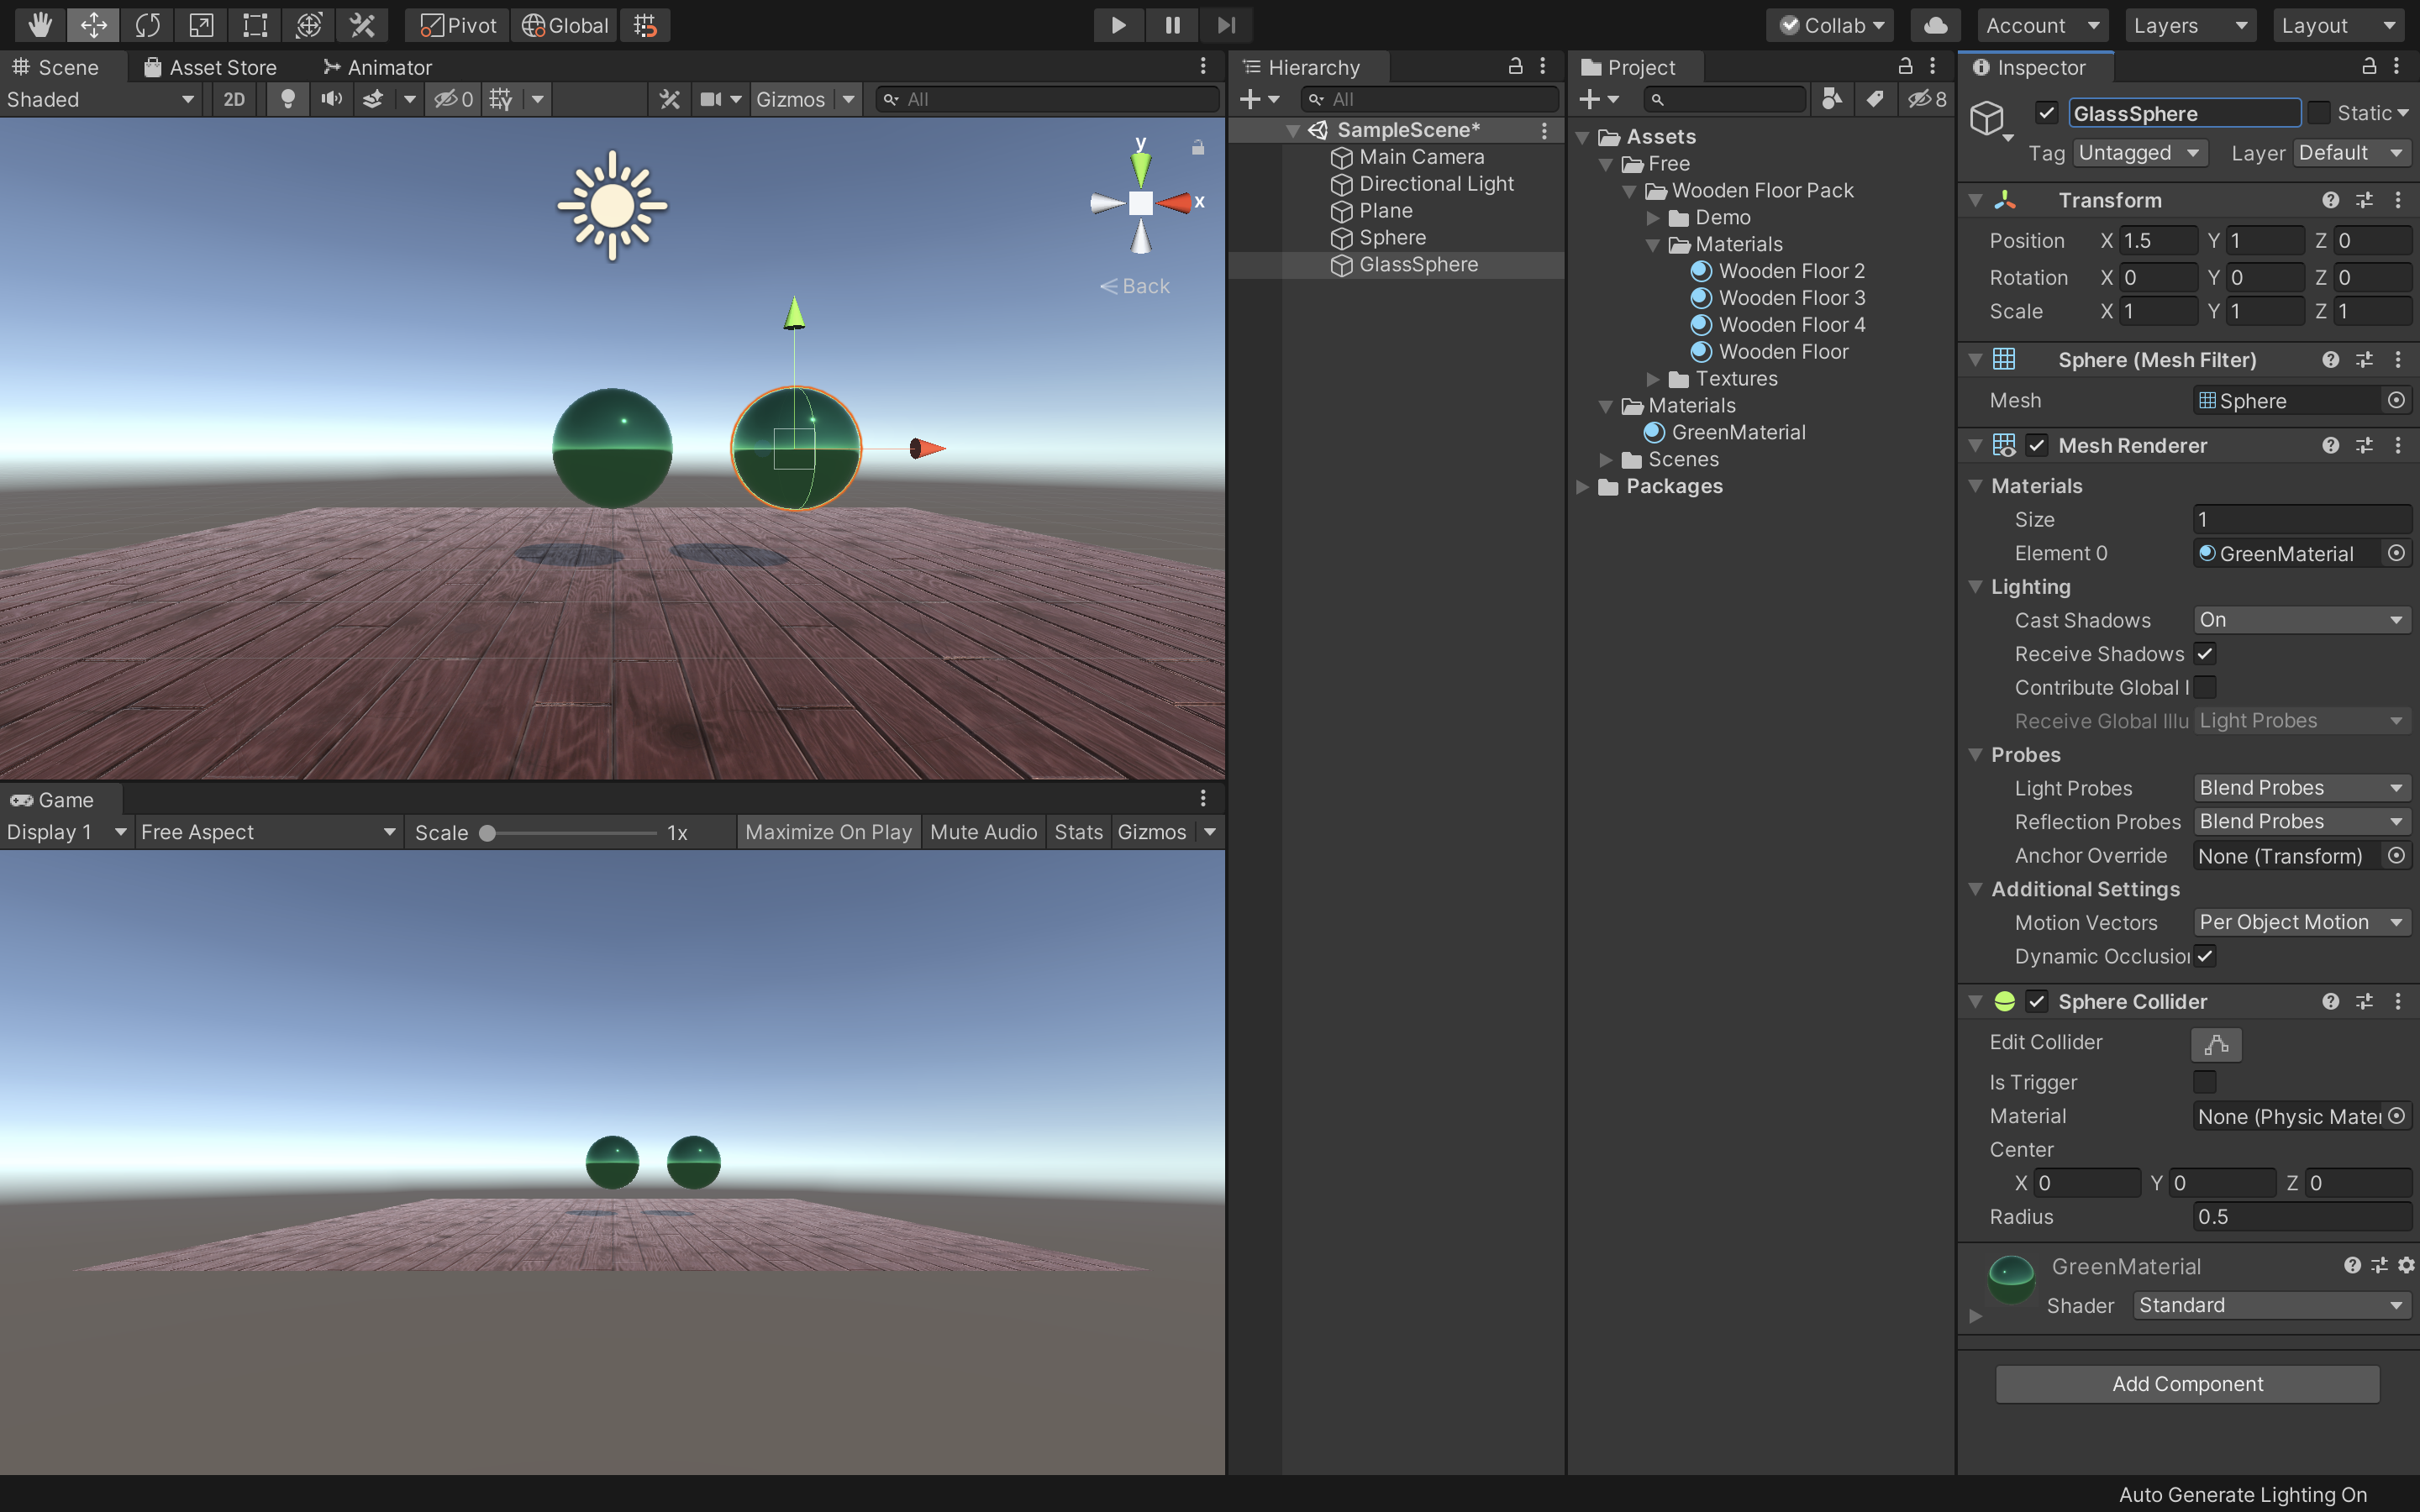 Pivot Global Collab Account Layers Layout
Scene Asset Store Animator
Shaded 2D 0 Gizmos All
y
x
Back
Game
Display 1 Free Aspect Scale 1x Maximize On Play Mute Audio Stats Gizmos
Hierarchy
All
SampleScene*
Main Camera
Directional Light
Plane
Sphere
GlassSphere
Project
8
Assets
Free
Wooden Floor Pack
Demo
Materials
Wooden Floor 2
Wooden Floor 3
Wooden Floor 4
Wooden Floor
Textures
Materials
GreenMaterial
Scenes
Packages
Inspector
GlassSphere Static
Tag Untagged Layer Default
Transform
Position X 1.5 Y 1 Z 0
Rotation X 0 Y 0 Z 0
Scale X 1 Y 1 Z 1
Sphere (Mesh Filter)
Mesh Sphere
Mesh Renderer
Materials
Size 1
Element 0 GreenMaterial
Lighting
Cast Shadows On
Receive Shadows
Contribute Global I
Receive Global Illu Light Probes
Probes
Light Probes Blend Probes
Reflection Probes Blend Probes
Anchor Override None (Transform)
Additional Settings
Motion Vectors Per Object Motion
Dynamic Occlusion
Sphere Collider
Edit Collider
Is Trigger
Material None (Physic Mater
Center
X 0 Y 0 Z 0
Radius 0.5
GreenMaterial
Shader Standard
Add Component
Auto Generate Lighting On